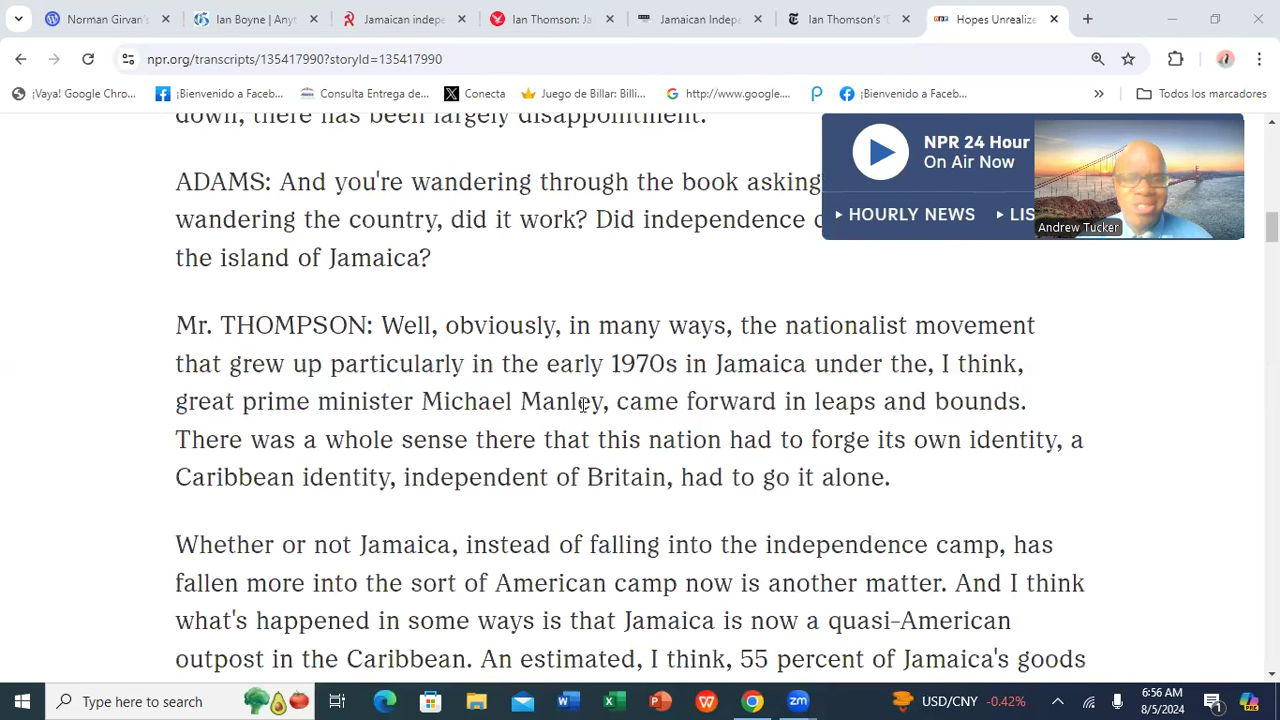 Norman Girvan's
Ian Boyne | Anyt
Jamaican indepe
Ian Thomson: Ja
Jamaican Indep
Ian Thomson's 'D
Hopes Unrealize
npr.org/transcripts/135417990?storyId=135417990
¡Vaya! Google Chro...
¡Bienvenido a Faceb...
Consulta Entrega de...
Conecta
Juego de Billar: Billi...
http://www.google....
¡Bienvenido a Faceb...
Todos los marcadores
down, there has been largely disappointment.
NPR 24 Hour
On Air Now
HOURLY NEWS
LIS
Andrew Tucker
ADAMS: And you're wandering through the book asking
wandering the country, did it work? Did independence
the island of Jamaica?
Mr. THOMPSON: Well, obviously, in many ways, the nationalist movement
that grew up particularly in the early 1970s in Jamaica under the, I think,
great prime minister Michael Manley, came forward in leaps and bounds.
There was a whole sense there that this nation had to forge its own identity, a
Caribbean identity, independent of Britain, had to go it alone.
Whether or not Jamaica, instead of falling into the independence camp, has
fallen more into the sort of American camp now is another matter. And I think
what's happened in some ways is that Jamaica is now a quasi-American
outpost in the Caribbean. An estimated, I think, 55 percent of Jamaica's goods
Type here to search
USD/CNY -0.42%
6:56 AM
8/5/2024